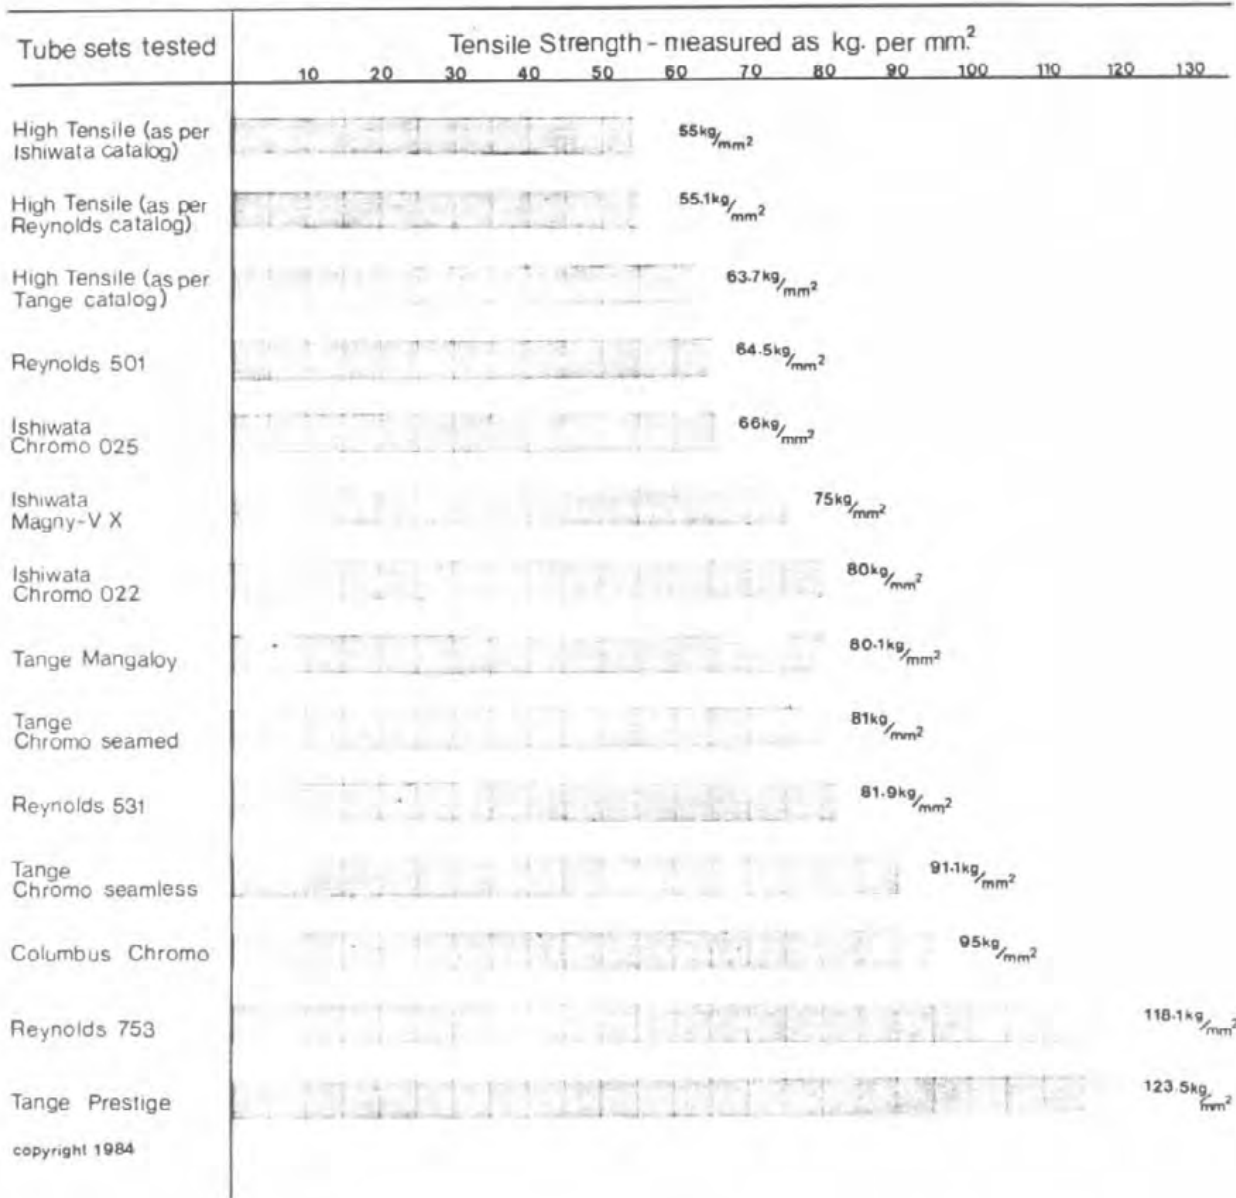 Tube sets tested
Tensile Strength - measured as kg. per mm.²
10 20 30 40 50 60 70 80 90 100 110 120 130
High Tensile (as per
Ishiwata catalog)
55kg/mm²
High Tensile (as per
Reynolds catalog)
55.1kg/mm²
High Tensile (as per
Tange catalog)
63.7kg/mm²
Reynolds 501
64.5kg/mm²
Ishiwata
Chromo 025
66kg/mm²
Ishiwata
Magny-V X
75kg/mm²
Ishiwata
Chromo 022
80kg/mm²
Tange Mangaloy
80.1kg/mm²
Tange
Chromo seamed
81kg/mm²
Reynolds 531
81.9kg/mm²
Tange
Chromo seamless
91.1kg/mm²
Columbus Chromo
95kg/mm²
Reynolds 753
118.1kg/mm²
Tange Prestige
123.5kg/mm²
copyright 1984